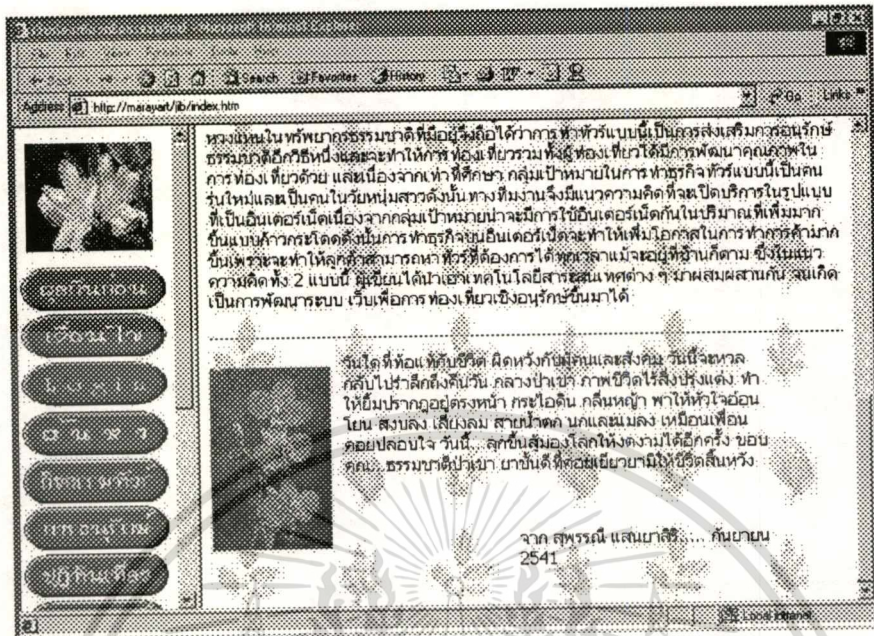 Microsoft Internet Explorer
Search Favorites History
Address http://marayart/jib/index.htm Go Links
หวงแหนในทรัพยากรธรรมชาติที่มีอยู่จึงถือได้ว่าการทำทัวร์แบบนี้เป็นการส่งเสริมการอนุรักษ์
ธรรมชาติอีกวิธีหนึ่งและจะทำให้การท่องเที่ยวรวมทั้งผู้ท่องเที่ยวได้มีการพัฒนาคุณภาพใน
การท่องเที่ยวด้วย และเนื่องจากเท่าที่ศึกษา กลุ่มเป้าหมายในการทำธุรกิจทัวร์แบบนี้เป็นคน
รุ่นใหม่และเป็นคนในวัยหนุ่มสาวดังนั้นทางทีมงานจึงมีแนวความคิดที่จะเปิดบริการในรูปแบบ
ที่เป็นอินเตอร์เน็ตเนื่องจากกลุ่มเป้าหมายน่าจะมีการใช้อินเตอร์เน็ตกันในปริมาณที่เพิ่มมาก
ขึ้นแบบก้าวกระโดดดังนั้นการทำธุรกิจบนอินเตอร์เน็ตจะทำให้เพิ่มโอกาสในการทำการค้ามาก
ขึ้นเพราะจะทำให้ลูกค้าสามารถหาทัวร์ที่ต้องการได้ทุกเวลาแม้จะอยู่ที่บ้านก็ตาม ซึ่งในแนว
ความคิดทั้ง 2 แบบนี้ ผู้เขียนได้นำเอาเทคโนโลยีสาระสนเทศต่าง ๆ มาผสมผสานกัน จนเกิด
เป็นการพัฒนาระบบ เว็บเพื่อการท่องเที่ยวเชิงอนุรักษ์ขึ้นมาได้
คุยกันก่อน
วันใดที่ท้อแท้กับชีวิต ผิดหวังกับผู้คนและสังคม วันนี้จะหวล
กลับไปรำลึกถึงคืนวัน กลางป่าเขา ภาพชีวิตไร้สิ่งปรุงแต่ง ทำ
ให้ยิ้มปรากฎอยู่ตรงหน้า กระไอดิน กลิ่นหญ้า พาให้หัวใจอ่อน
โยน สงบลง เสียงลม สายน้ำตก นกและแมลง เหมือนเพื่อน
คอยปลอบใจ วันนี้...ลุกขึ้นสู่มองโลกให้งดงามได้อีกครั้ง ขอบ
คุณ...ธรรมชาติป่าเขา ยาขั้นดีที่คอยเยียวยามิให้ชีวิตสิ้นหวัง
จาก สุพรรณี แสนยาสิริ..... กันยายน
2541
Local intranet